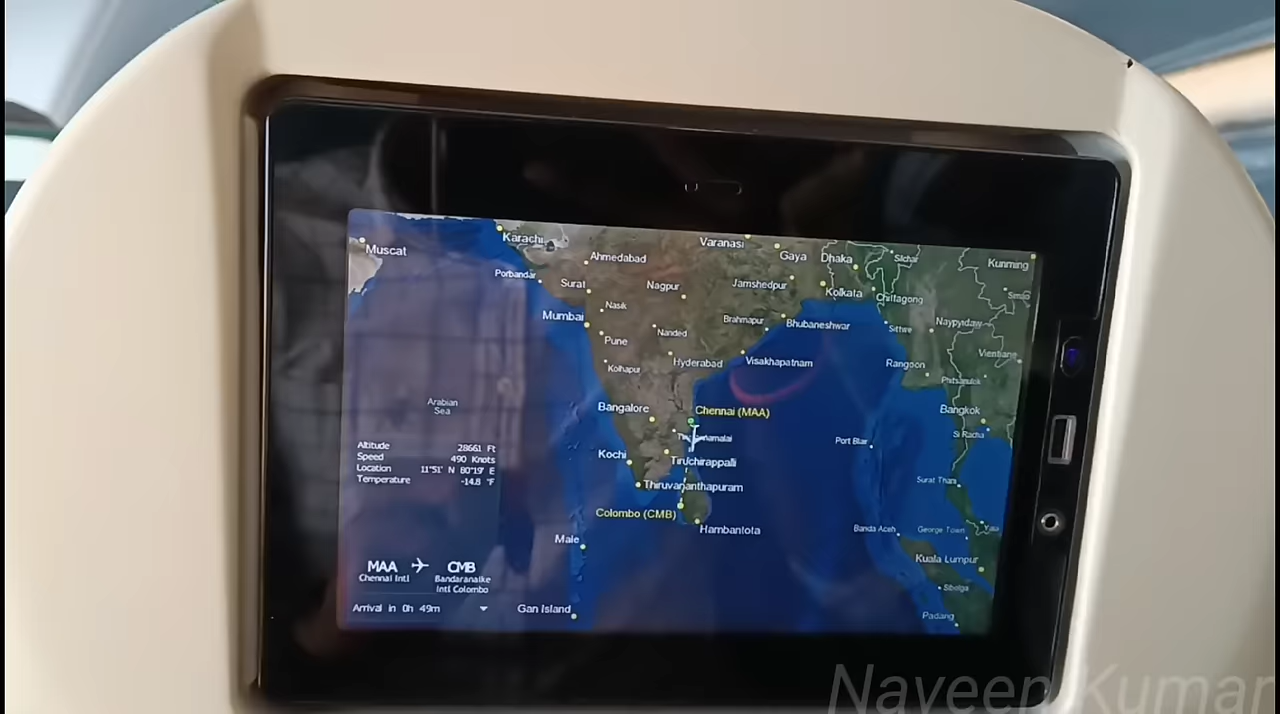 Karachi
Varanasi
Muscat
Ahmedabad
Gaya
Dhaka
Silchar
Kunming
Porbandar
Surat
Nagpur
Jamshedpur
Kolkata
Chittagong
Nasik
Mumbai
Brahmapur
Bhubaneshwar
Sittwe
Naypyidaw
Pune
Nanded
Vientiane
Kolhapur
Hyderabad
Visakhapatnam
Rangoon
Phitsanulok
Arabian
Sea
Bangalore
Chennai (MAA)
Bangkok
Port Blair
Si Racha
Altitude 28661 Ft
Speed 490 Knots
Location 11°51' N 80°19' E
Temperature -14.8 °F
Kochi
Tiruchirappalli
Thiruvananthapuram
Surat Thani
Colombo (CMB)
Hambantota
Banda Aceh
George Town
Male
Kuala Lumpur
MAA CMB
Chennai Intl Bandaranaike
Intl Colombo
Sibolga
Arrival in 0h 49m
Gan Island
Padang
Naveen Kumar